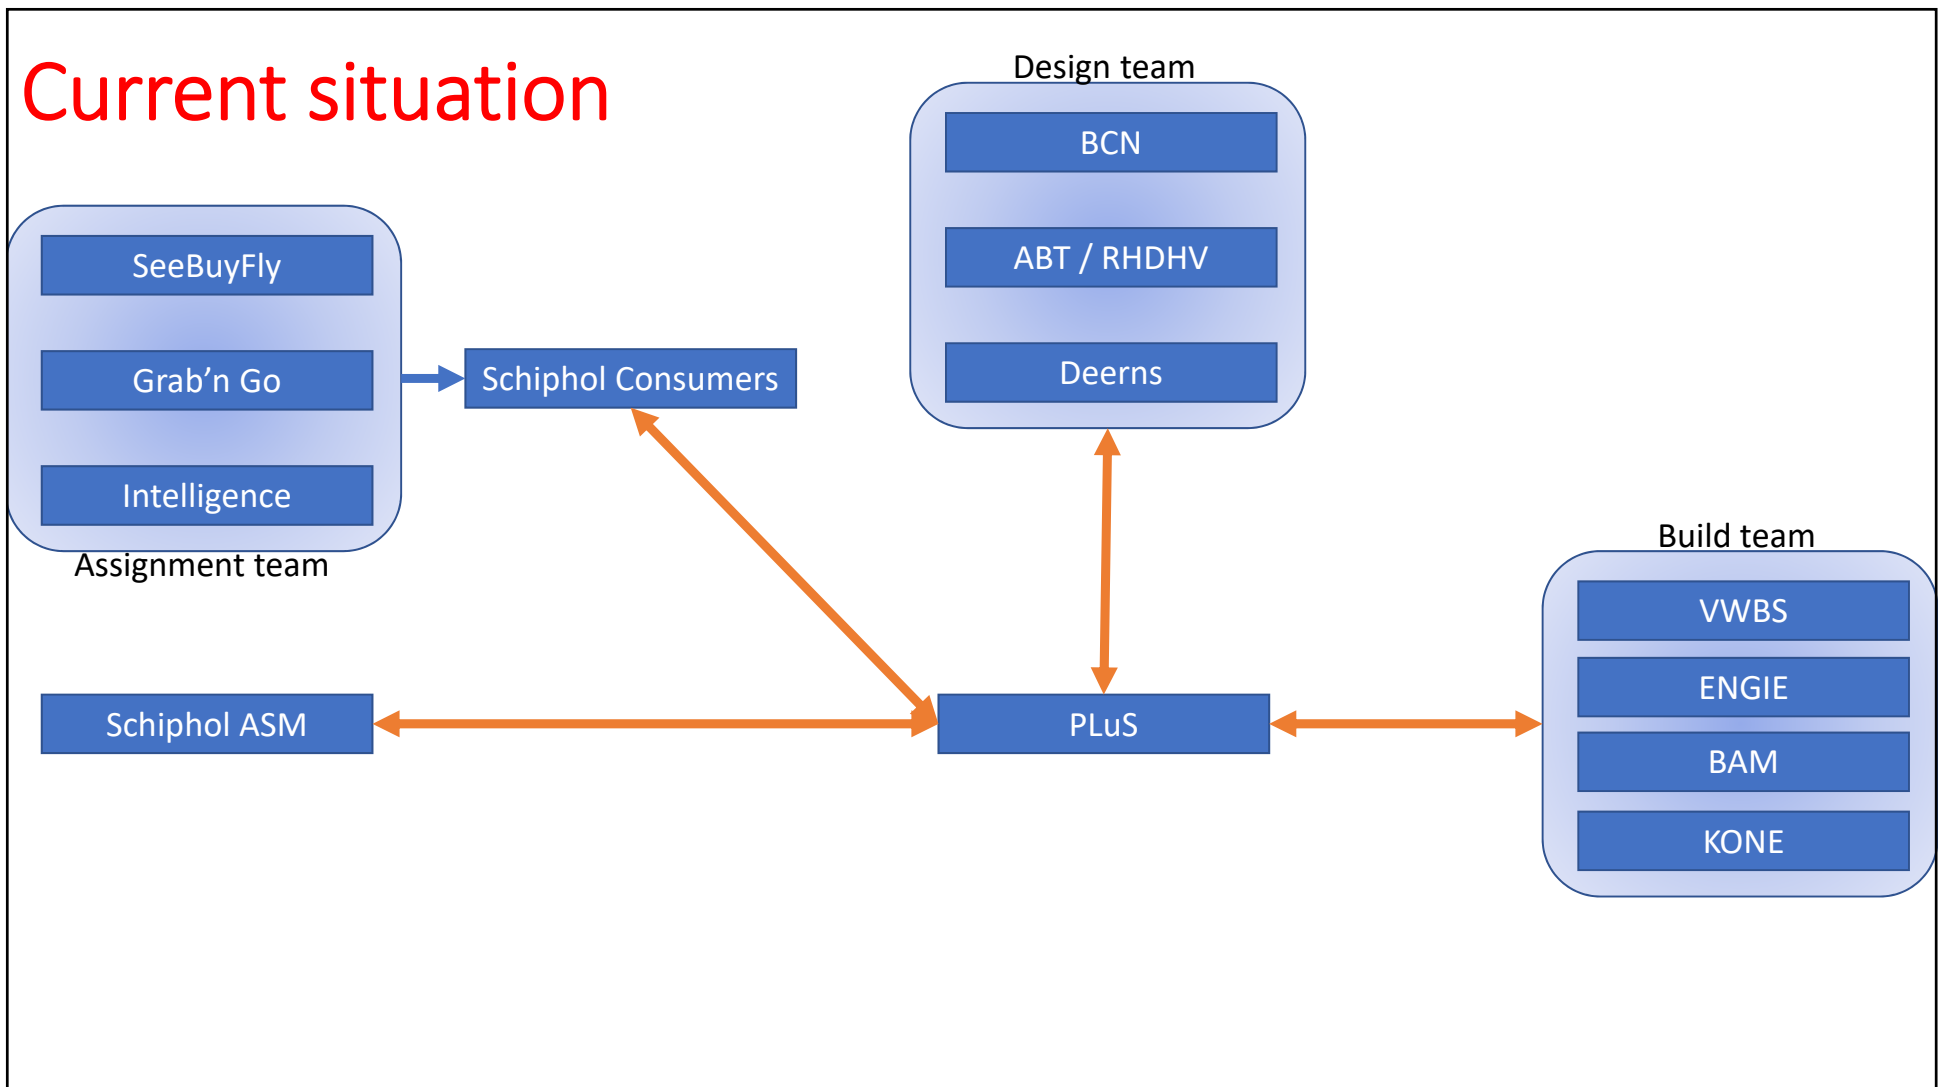 Current situation
Design team
BCN
ABT / RHDHV
Deerns
SeeBuyFly
Grab’n Go
Intelligence
Assignment team
Schiphol Consumers
Build team
VWBS
ENGIE
BAM
KONE
Schiphol ASM
PLuS